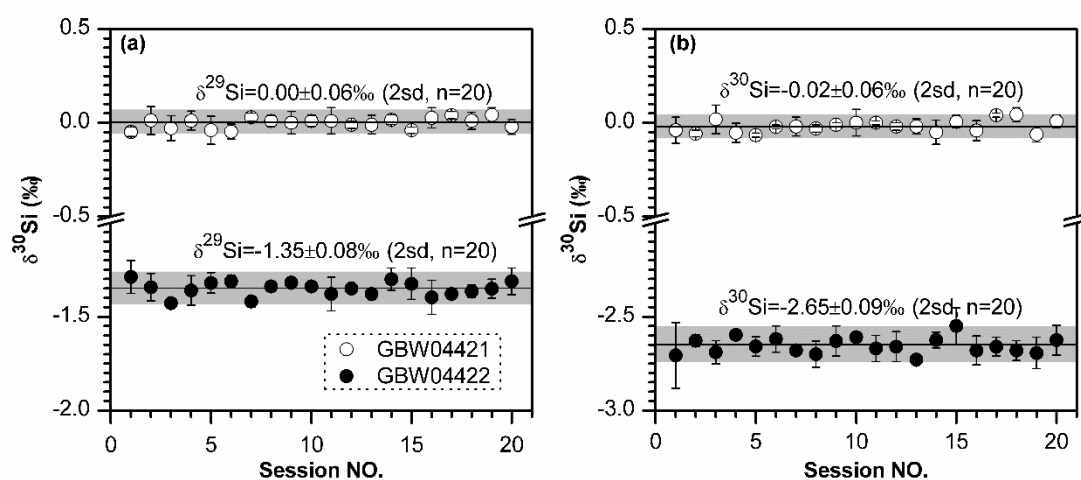 (a)
δ²⁹Si=0.00±0.06‰ (2sd, n=20)
δ²⁹Si=-1.35±0.08‰ (2sd, n=20)
GBW04421
GBW04422
δ³⁰Si (‰)
0.5
0.0
-0.5
-1.5
-2.0
0
5
10
15
20
Session NO.
(b)
δ³⁰Si=-0.02±0.06‰ (2sd, n=20)
δ³⁰Si=-2.65±0.09‰ (2sd, n=20)
δ³⁰Si (‰)
0.5
0.0
-0.5
-2.5
-3.0
0
5
10
15
20
Session NO.